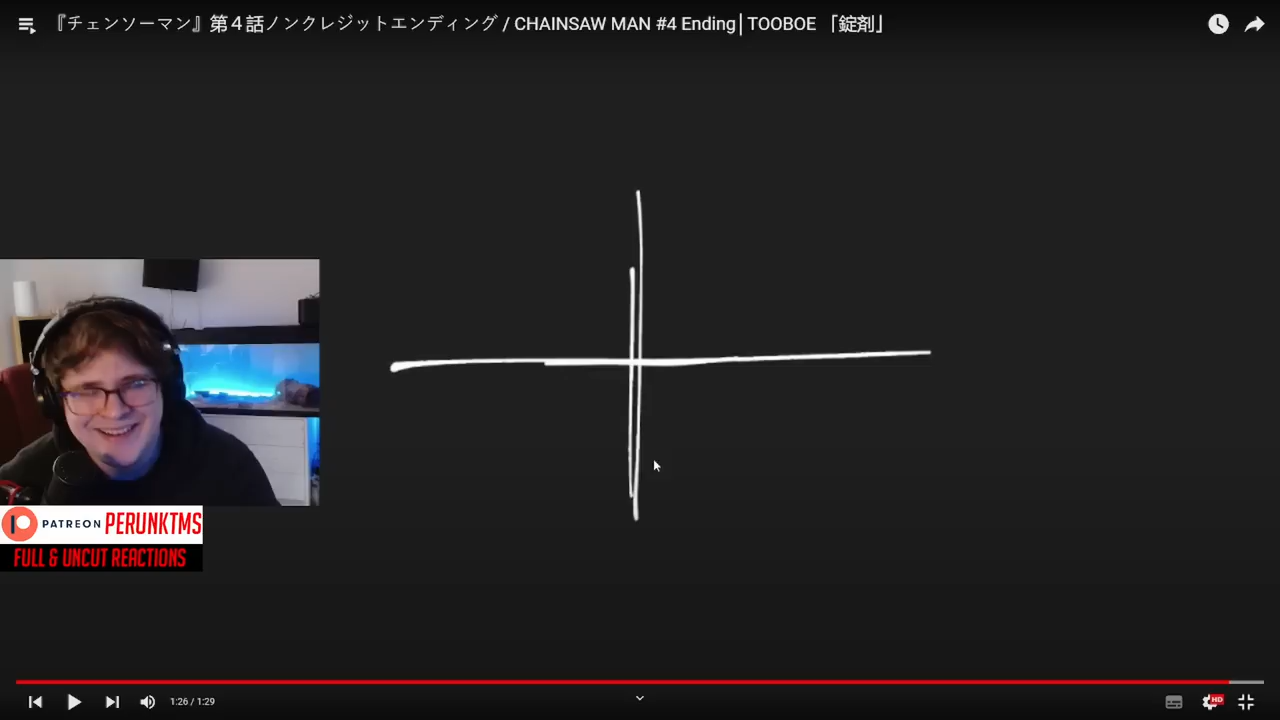 『チェンソーマン』第４話ノンクレジットエンディング / CHAINSAW MAN #4 Ending│TOOBOE 「錠剤」
PATREON PERUNKTMS
FULL & UNCUT REACTIONS
1:26 / 1:29
HD